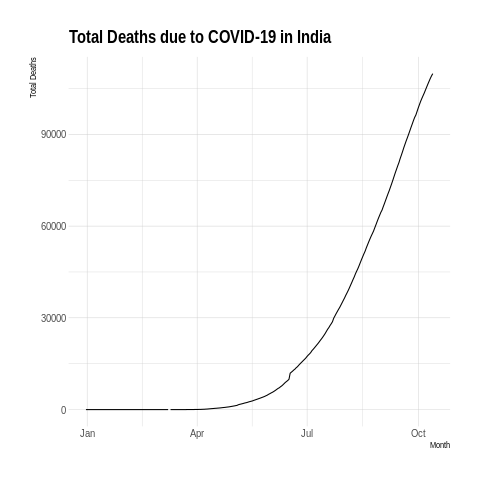 Total Deaths due to COVID-19 in India
Total Deaths
90000
60000
30000
0
Jan Apr Jul Oct
Month